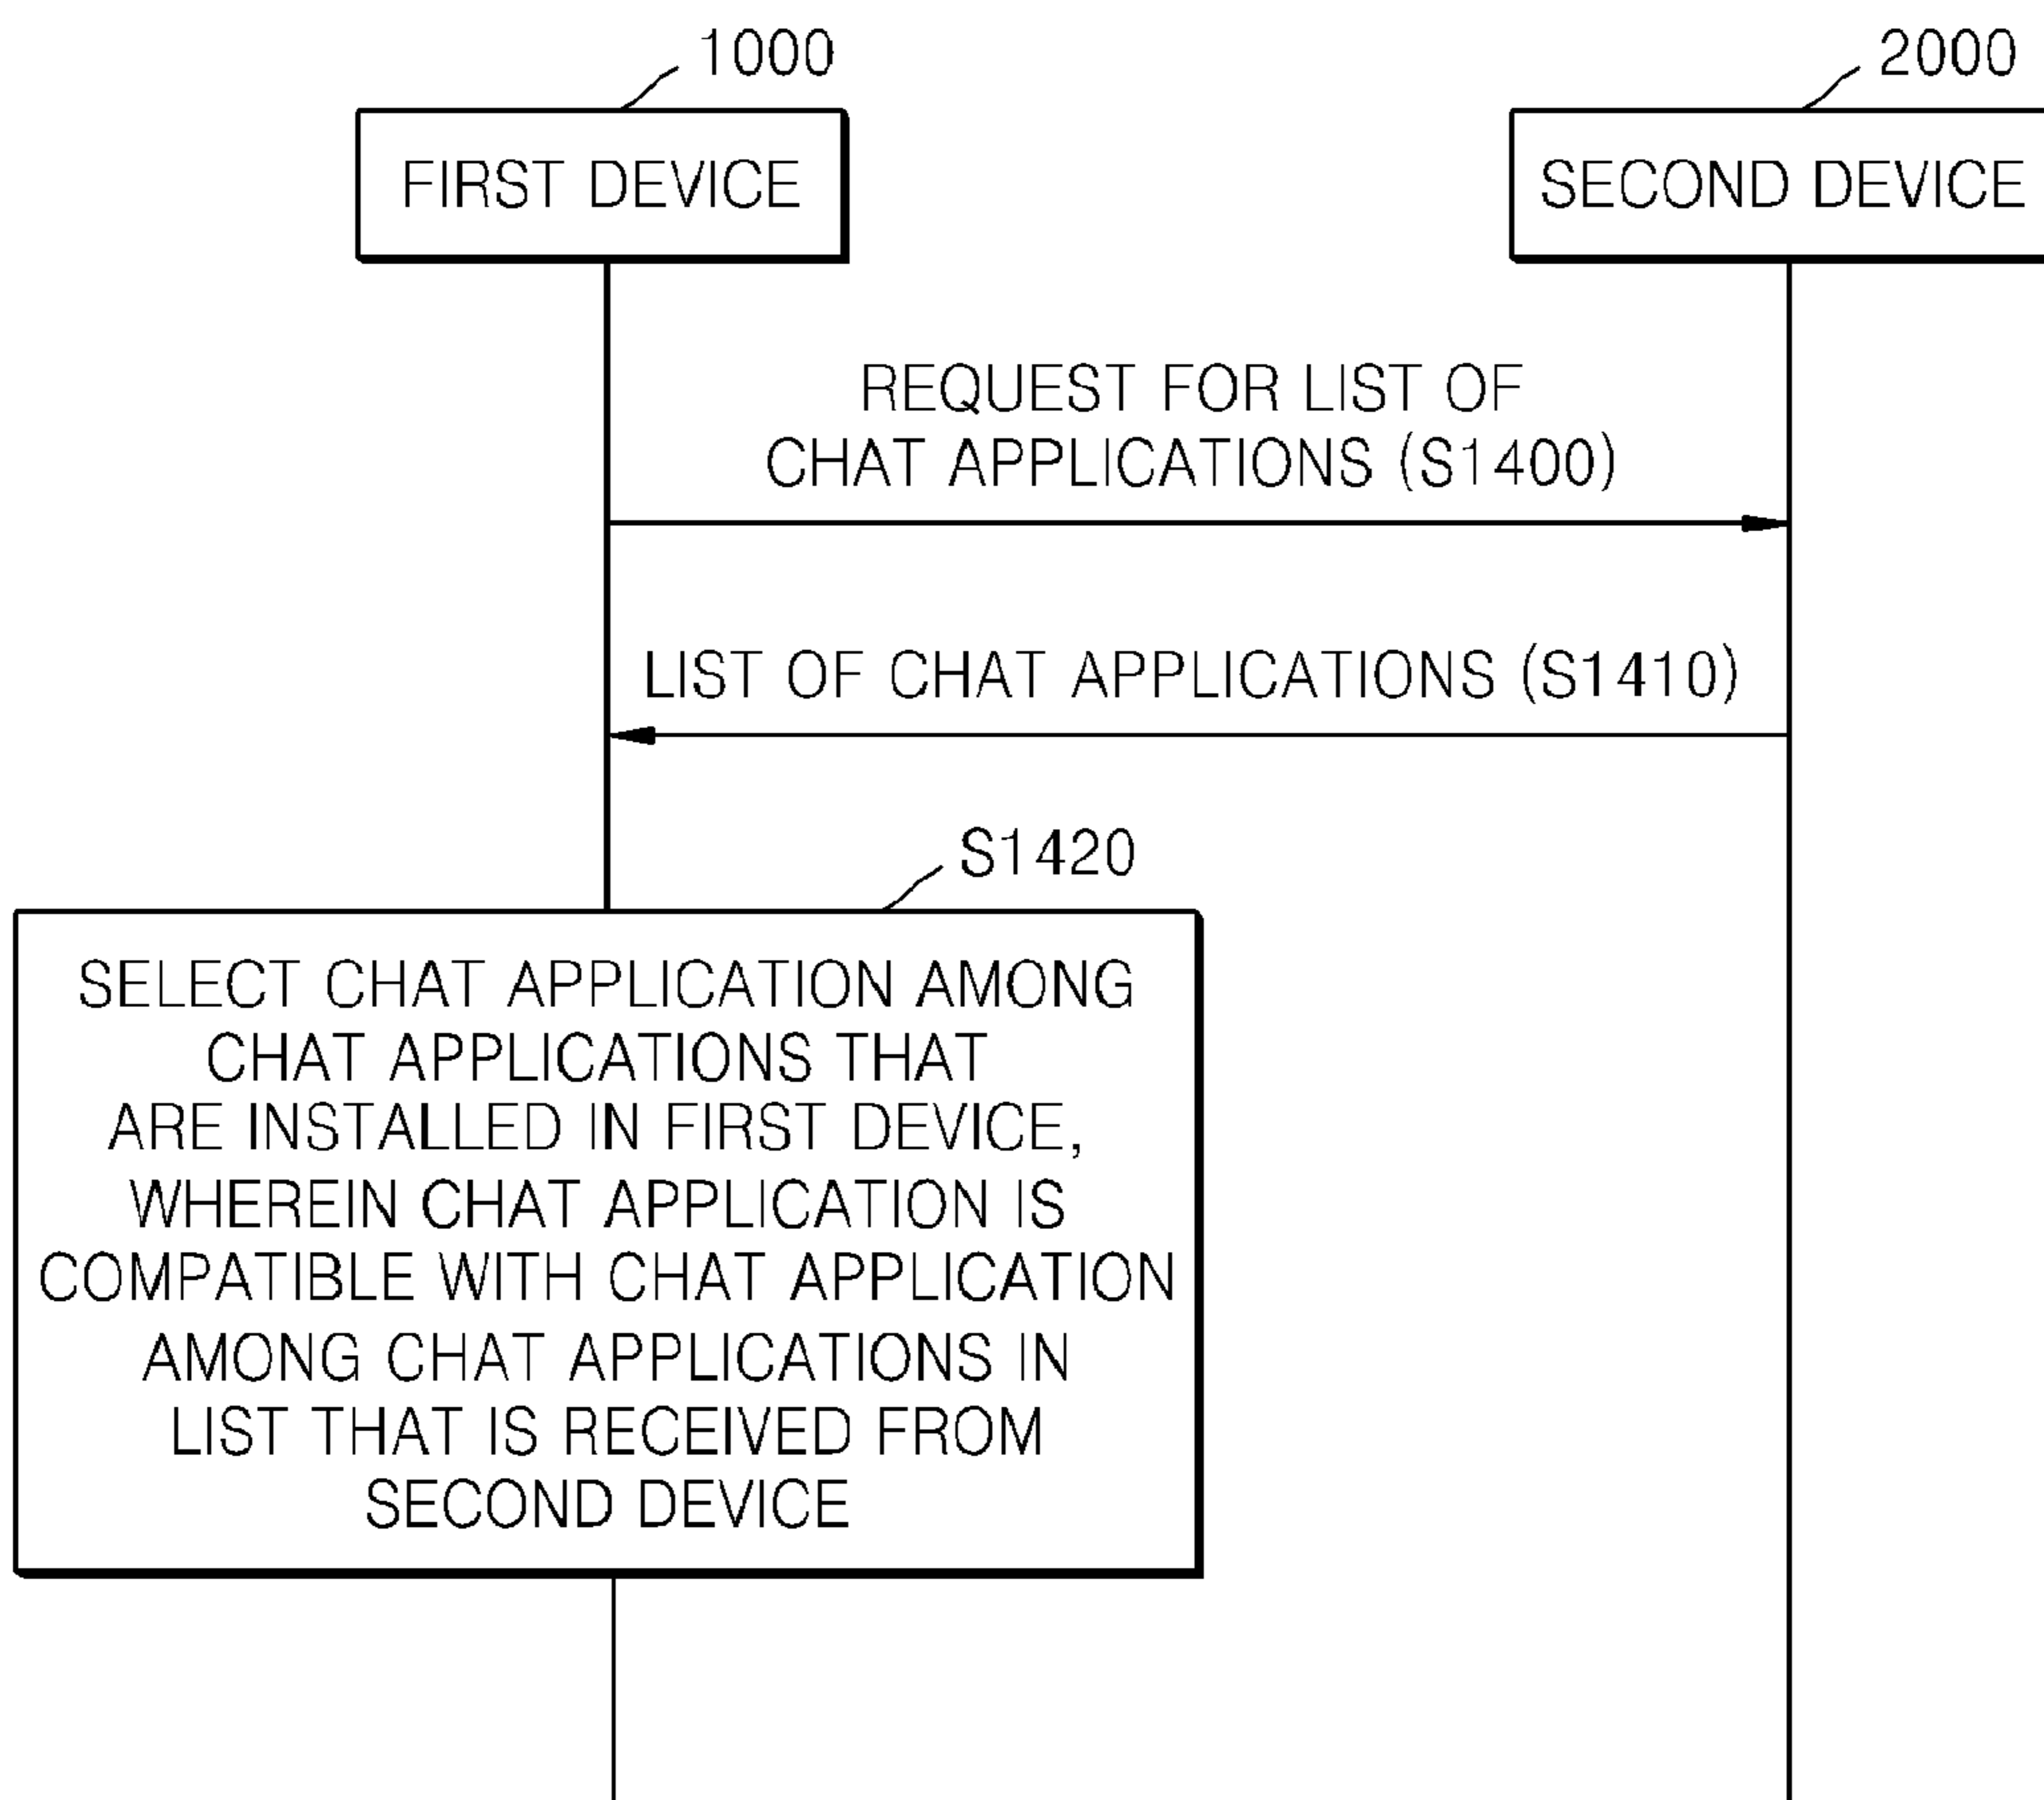 1000
2000
FIRST DEVICE
SECOND DEVICE
REQUEST FOR LIST OF
CHAT APPLICATIONS (S1400)
LIST OF CHAT APPLICATIONS (S1410)
S1420
SELECT CHAT APPLICATION AMONG
CHAT APPLICATIONS THAT
ARE INSTALLED IN FIRST DEVICE,
WHEREIN CHAT APPLICATION IS
COMPATIBLE WITH CHAT APPLICATION
AMONG CHAT APPLICATIONS IN
LIST THAT IS RECEIVED FROM
SECOND DEVICE